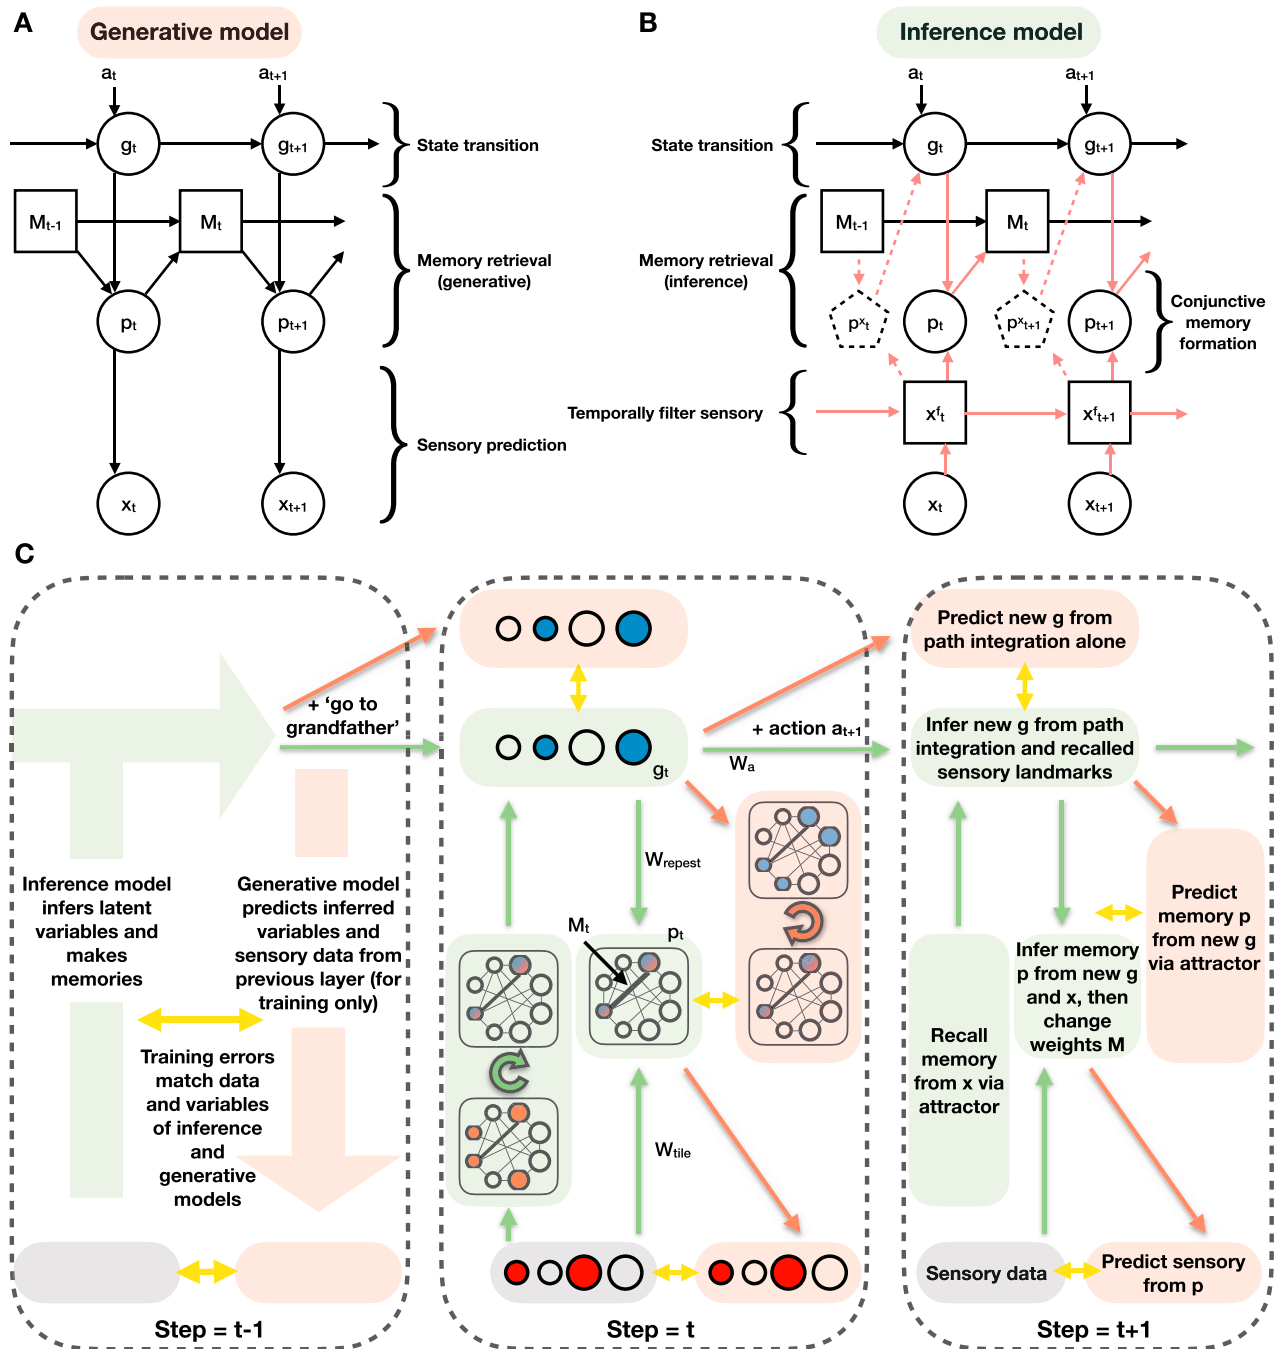 A
Generative model
at
at+1
gt
gt+1
State transition
Mt-1
Mt
Memory retrieval
(generative)
pt
pt+1
Sensory prediction
xt
xt+1
B
Inference model
at
at+1
State transition
gt
gt+1
Mt-1
Mt
Memory retrieval
(inference)
pxt
pt
pxt+1
pt+1
Conjunctive
memory
formation
Temporally filter sensory
xft
xft+1
xt
xt+1
C
+ ‘go to
grandfather’
Inference model
infers latent
variables and
makes
memories
Generative model
predicts inferred
variables and
sensory data from
previous layer (for
training only)
Training errors
match data
and variables
of inference
and
generative
models
Step = t-1
gt
+ action at+1
Wa
Wrepest
Mt
pt
Wtile
Step = t
Predict new g from
path integration alone
Infer new g from path
integration and recalled
sensory landmarks
Predict
memory p
from new g
via attractor
Infer memory
p from new g
and x, then
change
weights M
Recall
memory
from x via
attractor
Sensory data
Predict sensory
from p
Step = t+1